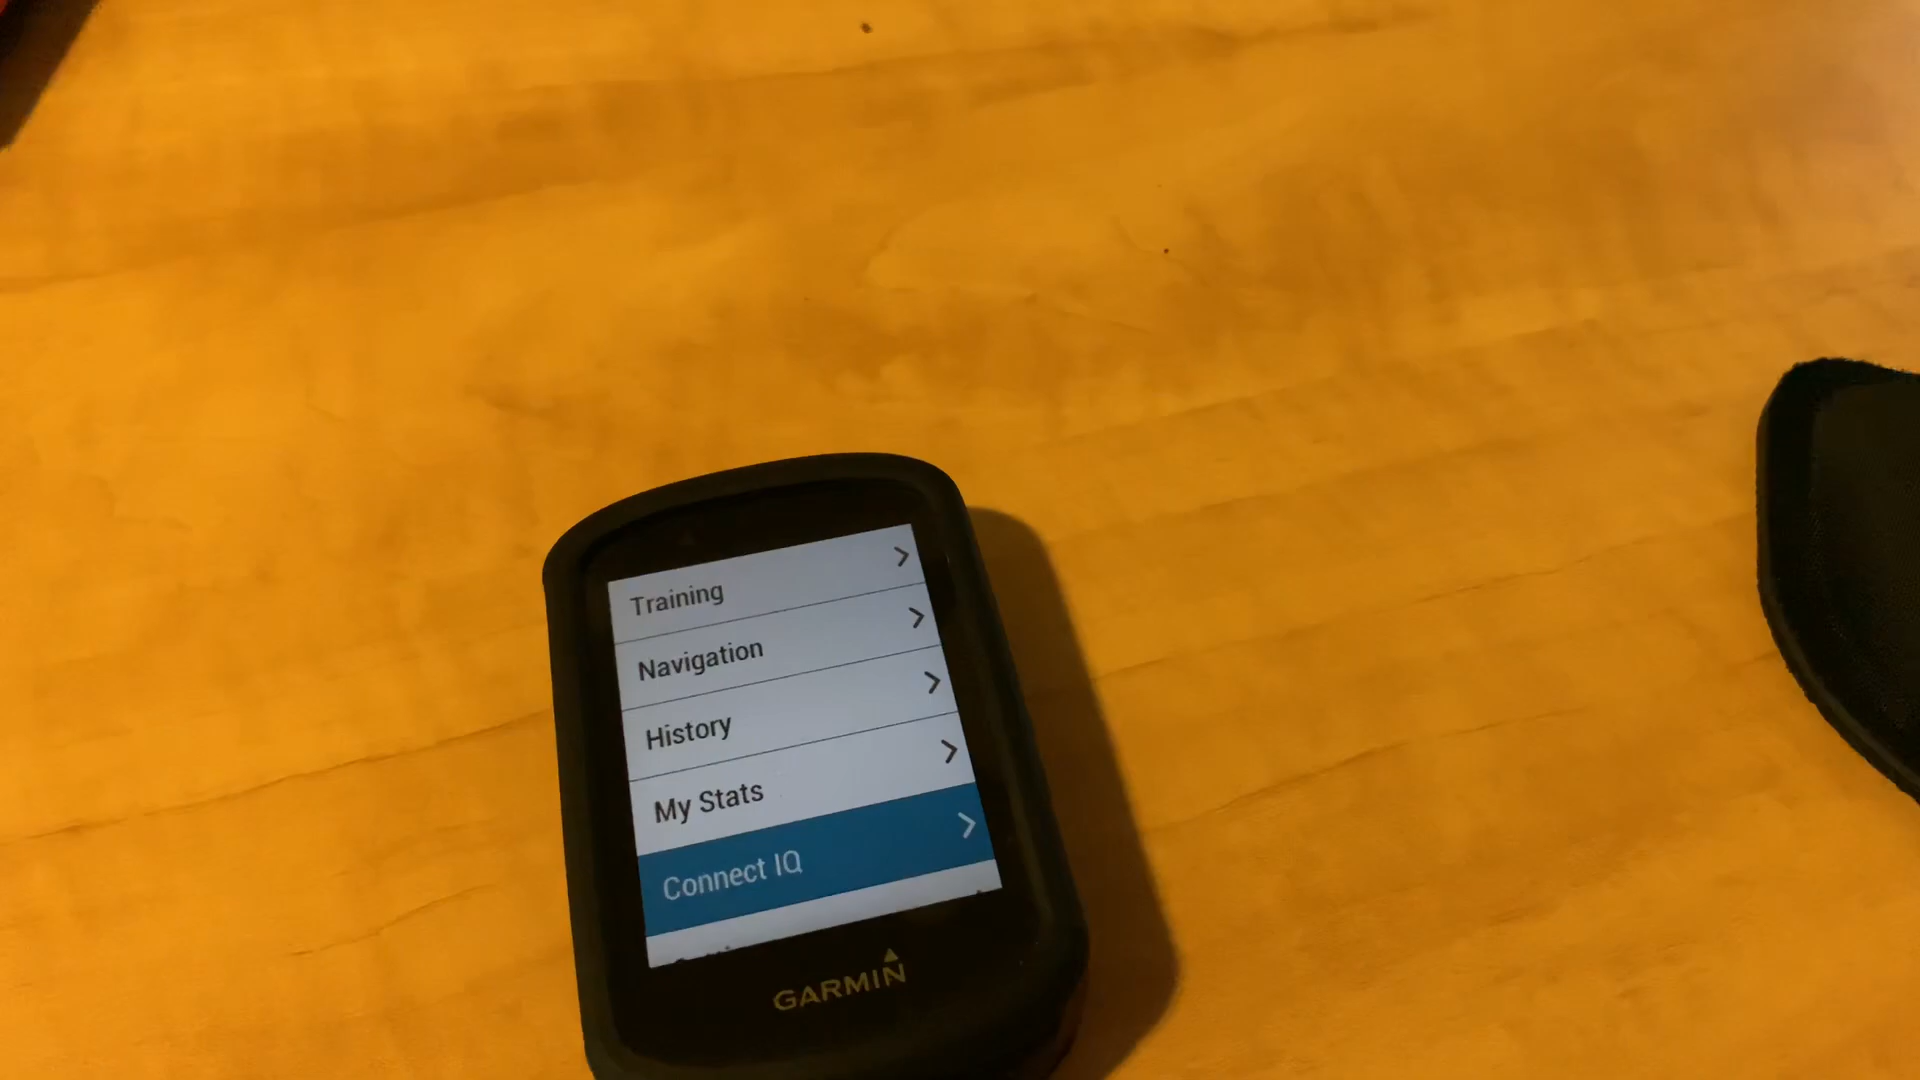 Training
Navigation
History
My Stats
Connect IQ
GARMIN